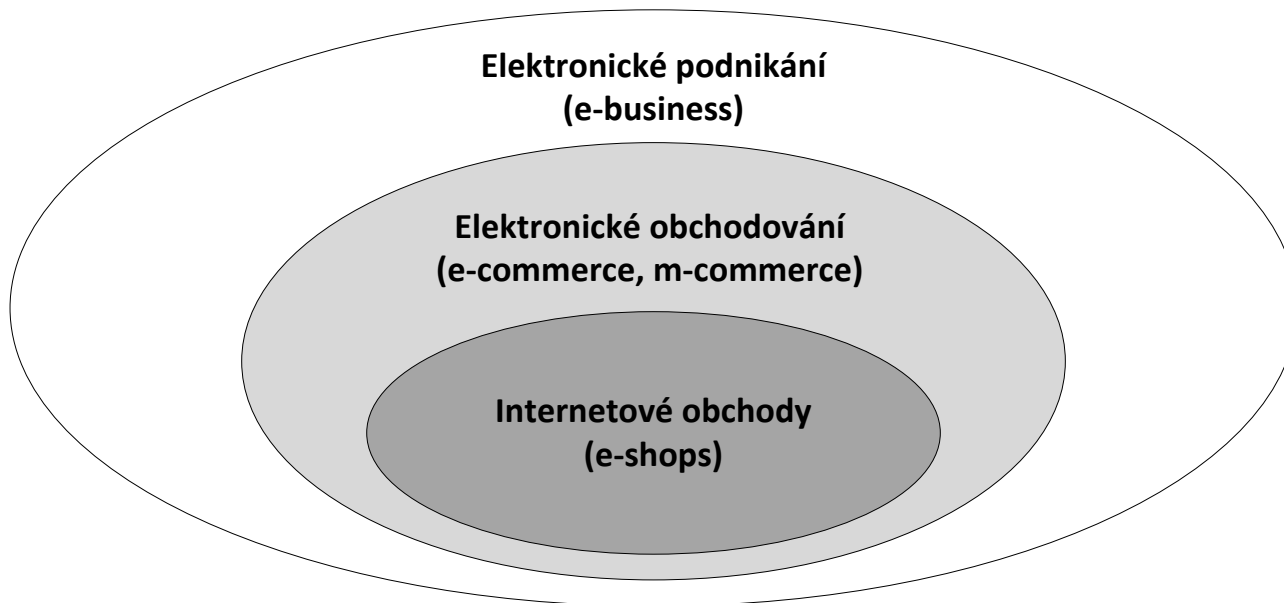 Elektronické podnikání
(e-business)
Elektronické obchodování
(e-commerce, m-commerce)
Internetové obchody
(e-shops)